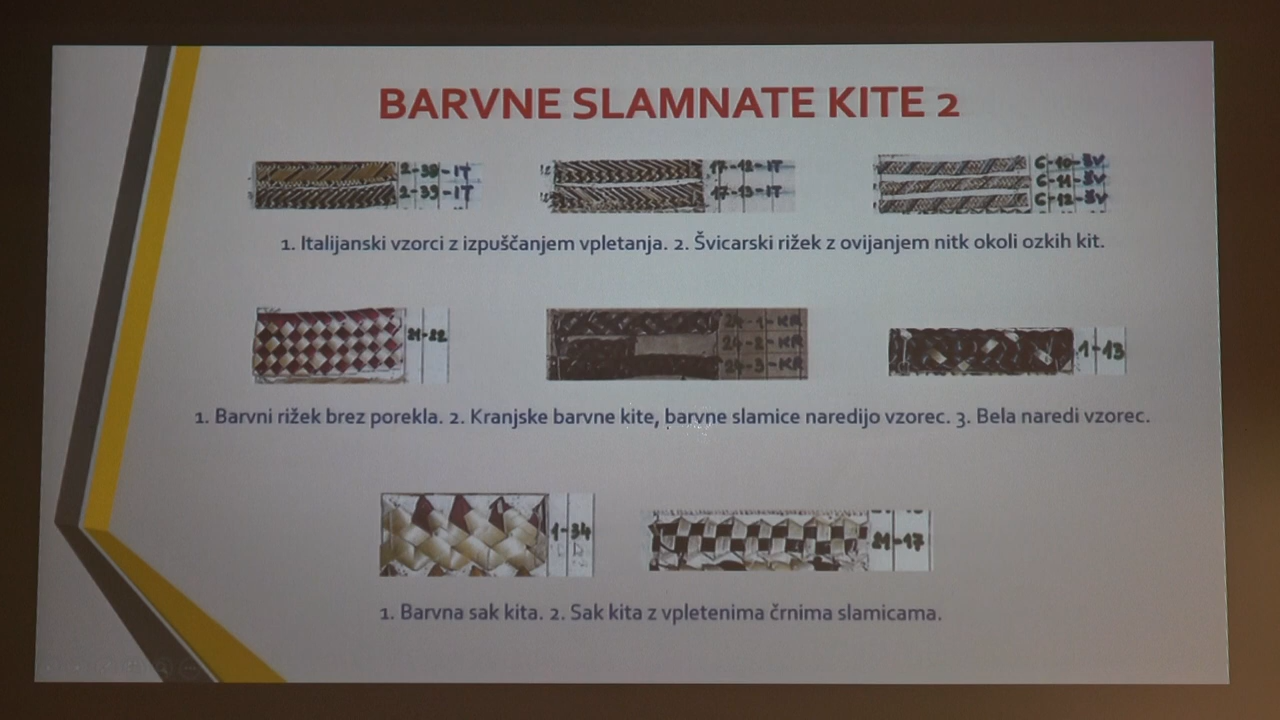 BARVNE SLAMNATE KITE 2
2-38-IT
2-39-IT
17-12-IT
17-13-IT
C-10-ŠV
C-11-ŠV
C-12-ŠV
1. Italijanski vzorci z izpuščanjem vpletanja. 2. Švicarski rižek z ovijanjem nitk okoli ozkih kit.
21-22
24-1-KR
24-2-KR
24-3-KR
1-13
1. Barvni rižek brez porekla. 2. Kranjske barvne kite, barvne slamice naredijo vzorec. 3. Bela naredi vzorec.
1-34
21-17
1. Barvna sak kita. 2. Sak kita z vpletenima črnima slamicama.